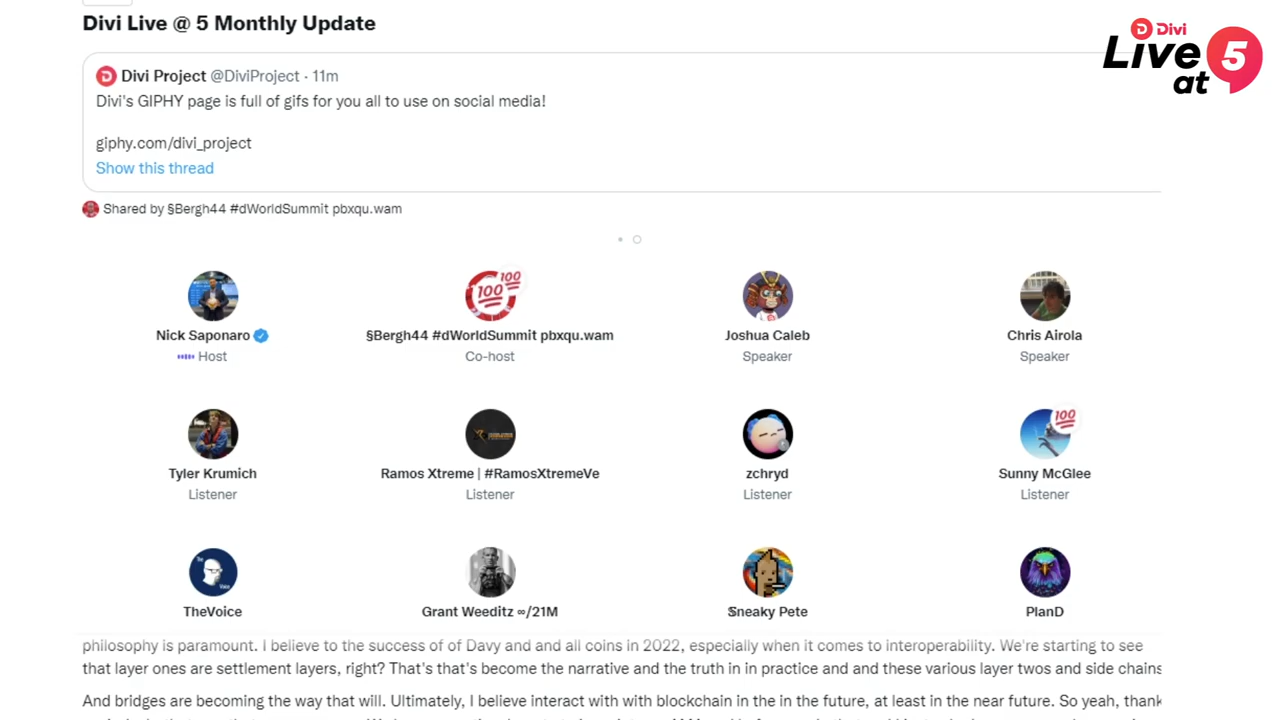 Divi Live @ 5 Monthly Update
Divi
Live
at
5
Divi Project @DiviProject · 11m
Divi's GIPHY page is full of gifs for you all to use on social media!
giphy.com/divi_project
Show this thread
Shared by §Bergh44 #dWorldSummit pbxqu.wam
100
100
Nick Saponaro
§Bergh44 #dWorldSummit pbxqu.wam
Joshua Caleb
Chris Airola
Host
Co-host
Speaker
Speaker
100
Tyler Krumich
Ramos Xtreme | #RamosXtremeVe
zchryd
Sunny McGlee
Listener
Listener
Listener
Listener
The
Voice
TheVoice
Grant Weeditz ∞/21M
Sneaky Pete
PlanD
philosophy is paramount. I believe to the success of of Davy and and all coins in 2022, especially when it comes to interoperability. We're starting to see
that layer ones are settlement layers, right? That's that's become the narrative and the truth in in practice and and these various layer twos and side chains
And bridges are becoming the way that will. Ultimately, I believe interact with with blockchain in the in the future, at least in the near future. So yeah, thank